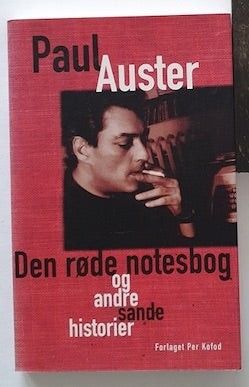 Paul
Auster
Den røde notesbog
og
andre
sande
historier
Forlaget Per Kofod